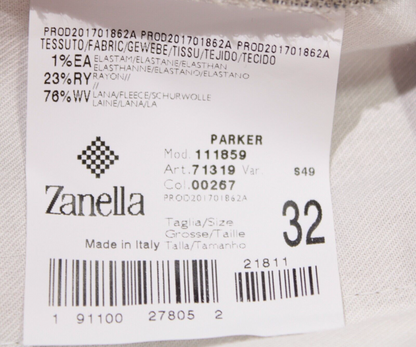 PROD201701862A PROD201701862A PROD201701862A
TESSUTO/FABRIC/GEWEBE/TISSU/TEJIDO/TECIDO
1%EA ELASTAM/ELASTANE/ELASTHAN
ELASTHANNE/ELASTANO/ELASTANO
23%RY RAYON//
//
76%WV LANA/FLEECE/SCHURWOLLE
LAINE/LANA/LA
PARKER
Mod. 111859
Art. 71319 Var S49
Col. 00267
PROD201701862A
Zanella
Taglia/Size
Grosse/Taille
Talla/Tamanho
32
Made in Italy
21811
1 91100 27805 2